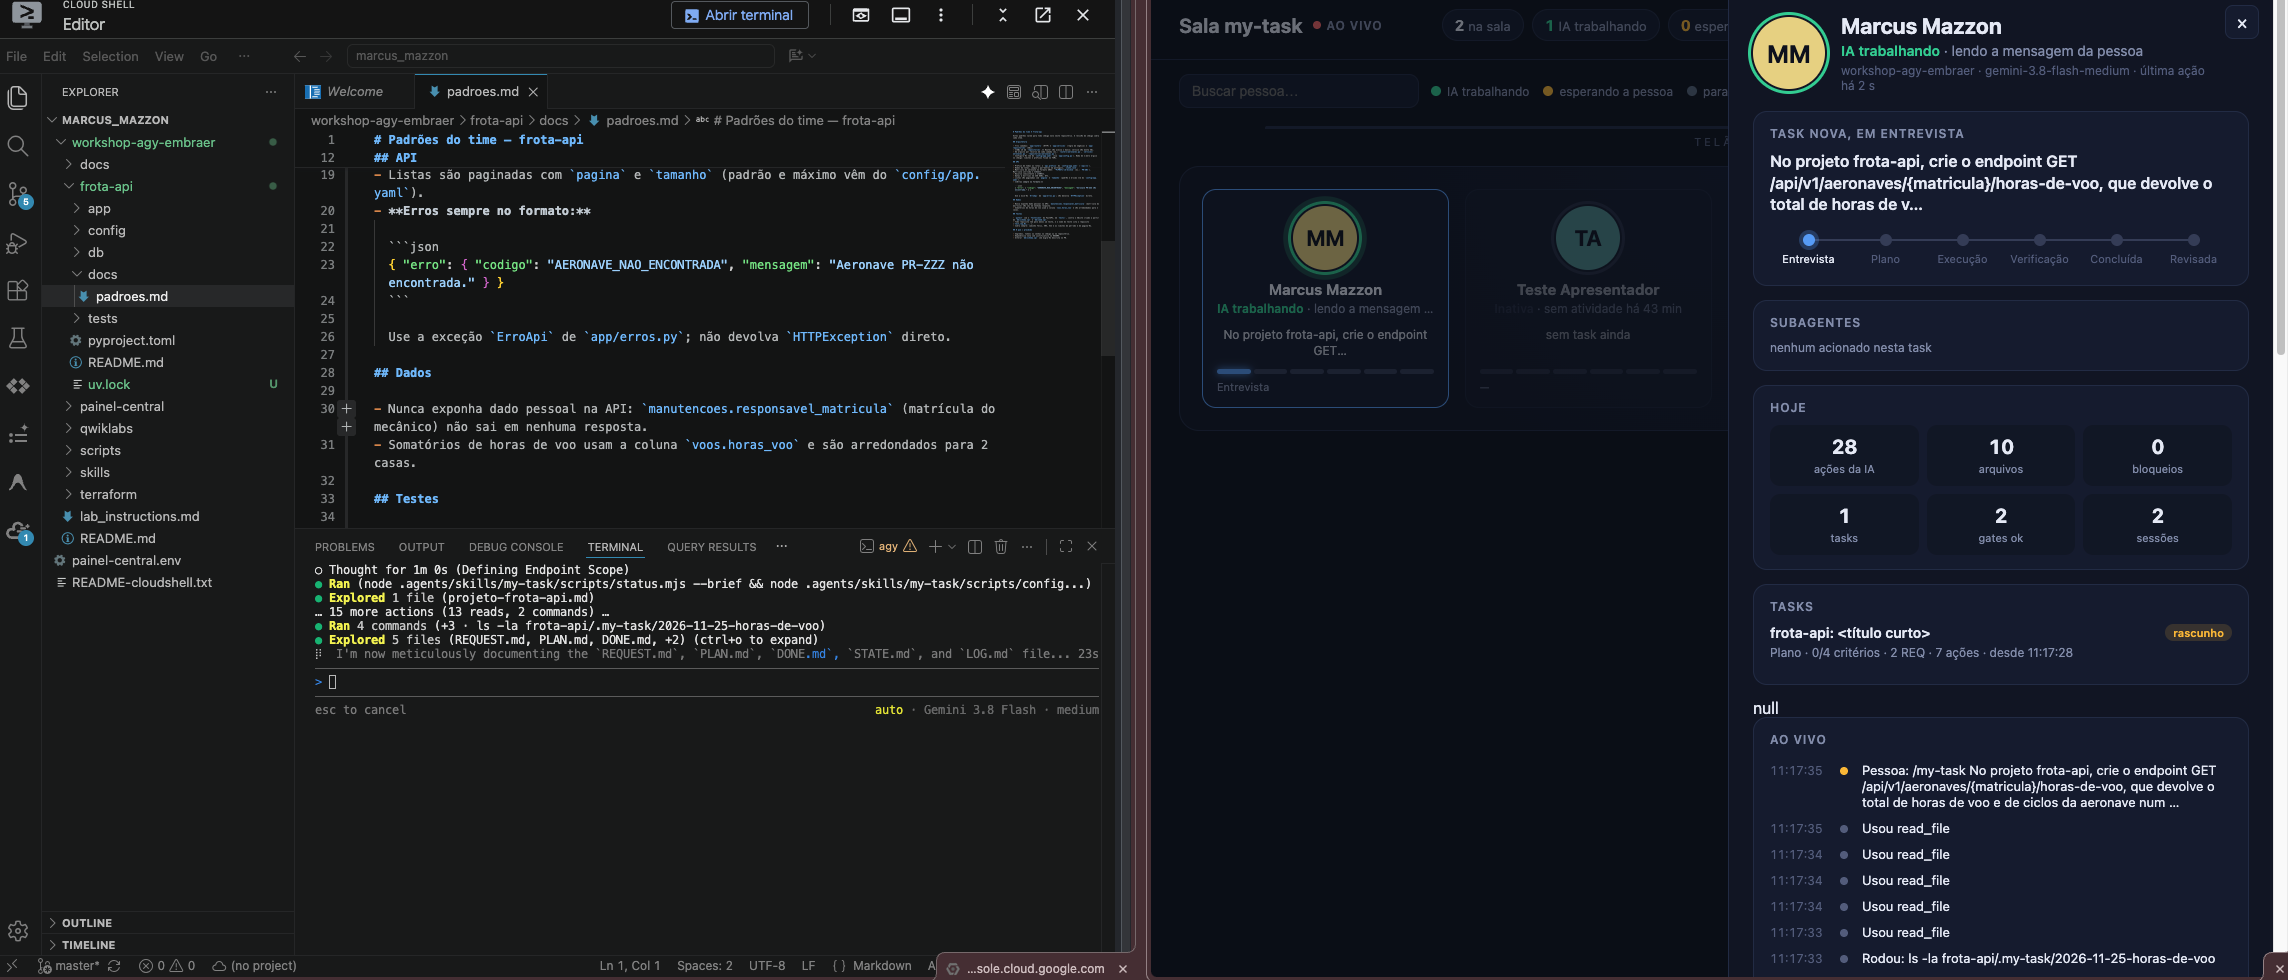 CLOUD SHELL
Editor
Abrir terminal
File Edit Selection View Go ···
marcus_mazzon
EXPLORER
MARCUS_MAZZON
workshop-agy-embraer
docs
frota-api
app
config
db
docs
padroes.md
tests
pyproject.toml
README.md
uv.lock U
painel-central
qwiklabs
scripts
skills
terraform
lab_instructions.md
README.md
painel-central.env
README-cloudshell.txt
OUTLINE
TIMELINE
5
1
Welcome
padroes.md
workshop-agy-embraer > frota-api > docs > padroes.md > # Padrões do time — frota-api
1 # Padrões do time — frota-api
12 ## API
19 - Listas são paginadas com `pagina` e `tamanho` (padrão e máximo vêm do `config/app.
yaml`).
20 - **Erros sempre no formato:**
21
22 ```json
23 { "erro": { "codigo": "AERONAVE_NAO_ENCONTRADA", "mensagem": "Aeronave PR-ZZZ não
encontrada." } }
24 ```
25
26 Use a exceção `ErroApi` de `app/erros.py`; não devolva `HTTPException` direto.
27
28 ## Dados
29
30 - Nunca exponha dado pessoal na API: `manutencoes.responsavel_matricula` (matrícula do
mecânico) não sai em nenhuma resposta.
31 - Somatórios de horas de voo usam a coluna `voos.horas_voo` e são arredondados para 2
casas.
32
33 ## Testes
34
PROBLEMS OUTPUT DEBUG CONSOLE TERMINAL QUERY RESULTS ···
agy
Thought for 1m 0s (Defining Endpoint Scope)
Ran (node .agents/skills/my-task/scripts/status.mjs --brief && node .agents/skills/my-task/scripts/config...)
Explored 1 file (projeto-frota-api.md)
… 15 more actions (13 reads, 2 commands) …
Ran 4 commands (+3 · ls -la frota-api/.my-task/2026-11-25-horas-de-voo)
Explored 5 files (REQUEST.md, PLAN.md, DONE.md, +2) (ctrl+o to expand)
I'm now meticulously documenting the `REQUEST.md`, `PLAN.md`, `DONE.md`, `STATE.md`, and `LOG.md` file... 23s
>
esc to cancel
auto · Gemini 3.8 Flash · medium
master*
0 0
(no project)
Ln 1, Col 1 Spaces: 2 UTF-8 LF { } Markdown A
...sole.cloud.google.com
Sala my-task
AO VIVO
2 na sala
1 IA trabalhando
0 esper
Buscar pessoa...
IA trabalhando
esperando a pessoa
para
TELÃ
MM
Marcus Mazzon
IA trabalhando · lendo a mensagem ...
No projeto frota-api, crie o endpoint
GET...
Entrevista
TA
Teste Apresentador
Inativo · sem atividade há 43 min
sem task ainda
—
MM
Marcus Mazzon
IA trabalhando · lendo a mensagem da pessoa
workshop-agy-embraer · gemini-3.8-flash-medium · última ação
há 2 s
TASK NOVA, EM ENTREVISTA
No projeto frota-api, crie o endpoint GET
/api/v1/aeronaves/{matricula}/horas-de-voo, que devolve o
total de horas de v...
Entrevista Plano Execução Verificação Concluída Revisada
SUBAGENTES
nenhum acionado nesta task
HOJE
28
ações da IA
10
arquivos
0
bloqueios
1
tasks
2
gates ok
2
sessões
TASKS
frota-api: <título curto>
rascunho
Plano · 0/4 critérios · 2 REQ · 7 ações · desde 11:17:28
null
AO VIVO
11:17:35 Pessoa: /my-task No projeto frota-api, crie o endpoint GET
/api/v1/aeronaves/{matricula}/horas-de-voo, que devolve o
total de horas de voo e de ciclos da aeronave num ...
11:17:35 Usou read_file
11:17:34 Usou read_file
11:17:34 Usou read_file
11:17:34 Usou read_file
11:17:33 Usou read_file
11:17:33 Rodou: ls -la frota-api/.my-task/2026-11-25-horas-de-voo